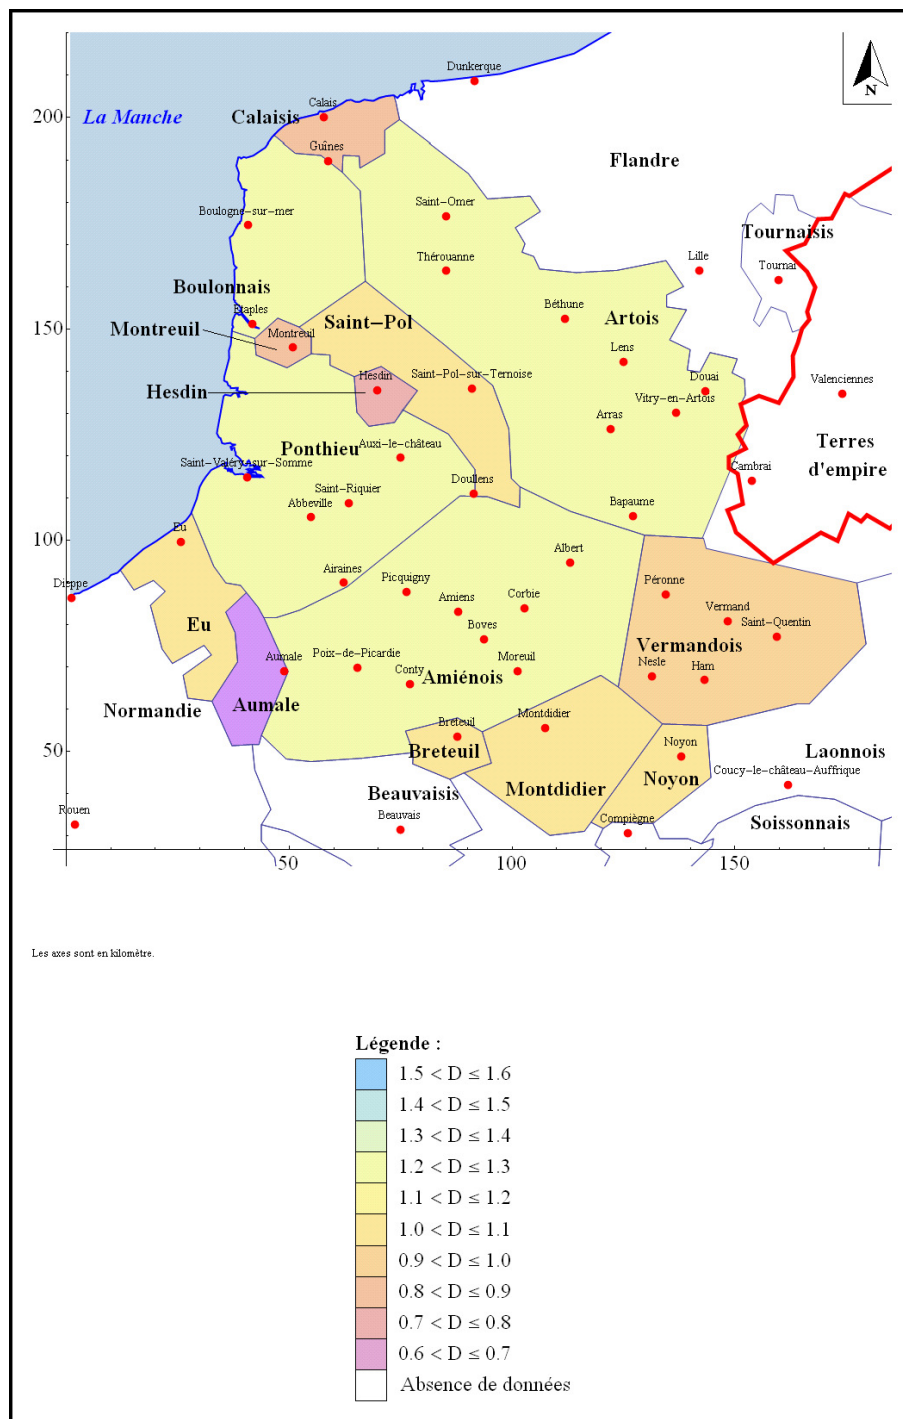 Dunkerque
200
La Manche
Calaisis
Calais
N
Guînes
Flandre
Saint-Omer
Boulogne-sur-mer
Tournaisis
Thérouanne
Lille
Tournai
Boulonnais
Etaples
Béthune
Artois
150
Montreuil
Montreuil
Saint-Pol
Lens
Hesdin
Hesdin
Saint-Pol-sur-Ternoise
Douai
Valenciennes
Vitry-en-Artois
Arras
Ponthieu
Auxi-le-château
Terres
d'empire
Saint-Valéry-sur-Somme
Cambrai
Doullens
Saint-Riquier
Abbeville
Bapaume
100
Eu
Albert
Airaines
Dieppe
Picquigny
Péronne
Amiens
Corbie
Vermand
Eu
Boves
Saint-Quentin
Vermandois
Aumale
Poix-de-Picardie
Conty
Moreuil
Nesle
Ham
Amiénois
Normandie
Aumale
Breteuil
Montdidier
50
Breteuil
Noyon
Laonnois
Noyon
Coucy-le-château-Auffrique
Beauvaisis
Montdidier
Rouen
Beauvais
Compiègne
Soissonnais
50
100
150
Les axes sont en kilomètre.
Légende :
1.5 < D ≤ 1.6
1.4 < D ≤ 1.5
1.3 < D ≤ 1.4
1.2 < D ≤ 1.3
1.1 < D ≤ 1.2
1.0 < D ≤ 1.1
0.9 < D ≤ 1.0
0.8 < D ≤ 0.9
0.7 < D ≤ 0.8
0.6 < D ≤ 0.7
Absence de données